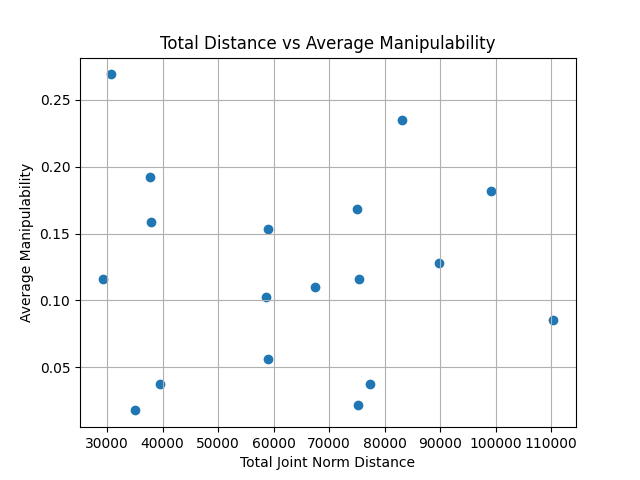 Total Distance vs Average Manipulability
0.25
0.20
0.15
0.10
0.05
Average Manipulability
30000 40000 50000 60000 70000 80000 90000 100000 110000
Total Joint Norm Distance